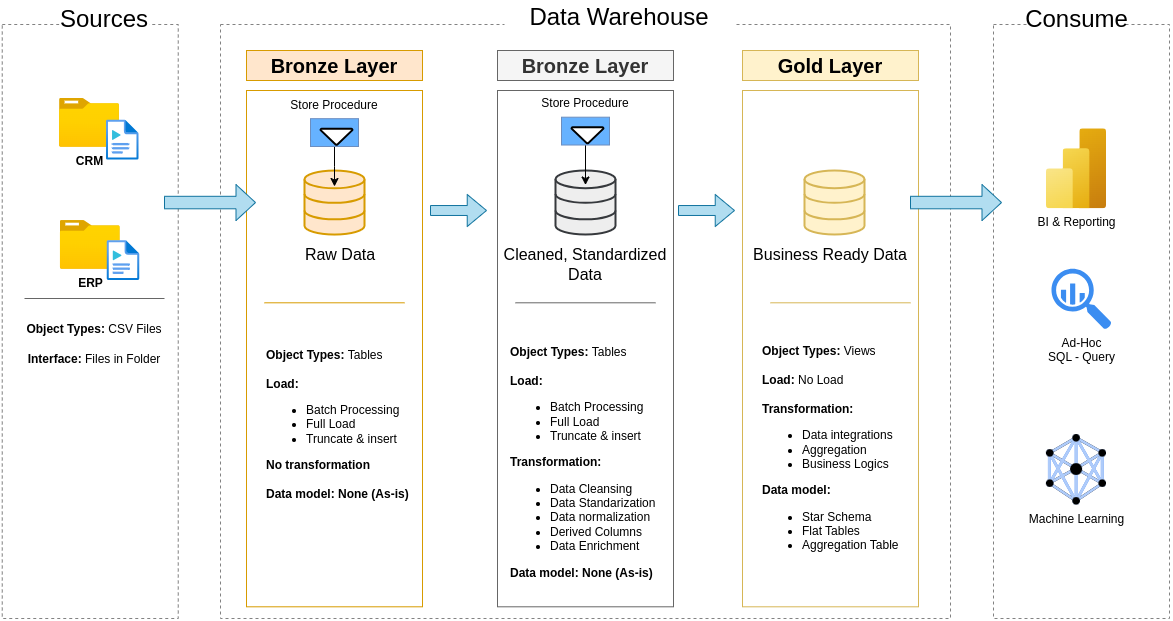 Sources
CRM
ERP
Object Types: CSV Files
Interface: Files in Folder
Data Warehouse
Bronze Layer
Store Procedure
Raw Data
Object Types: Tables
Load:
Batch Processing
Full Load
Truncate & insert
No transformation
Data model: None (As-is)
Bronze Layer
Store Procedure
Cleaned, Standardized
Data
Object Types: Tables
Load:
Batch Processing
Full Load
Truncate & insert
Transformation:
Data Cleansing
Data Standarization
Data normalization
Derived Columns
Data Enrichment
Data model: None (As-is)
Gold Layer
Business Ready Data
Object Types: Views
Load: No Load
Transformation:
Data integrations
Aggregation
Business Logics
Data model:
Star Schema
Flat Tables
Aggregation Table
Consume
BI & Reporting
Ad-Hoc
SQL - Query
Machine Learning